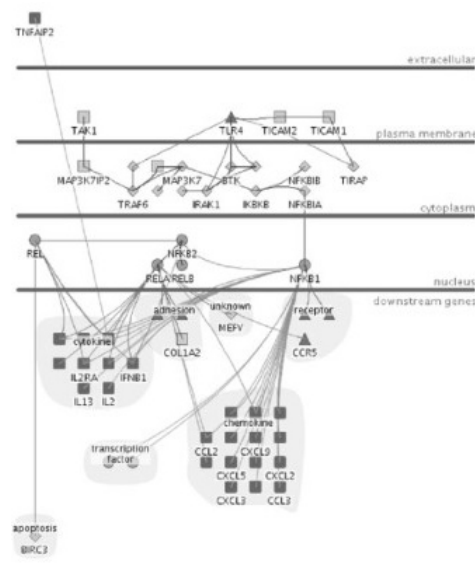 TNFAIP2
extracellular
TAK1 TLR4 TICAM2 TICAM1
plasma membrane
MAP3K7IP2 MAP3K7 BTK NFKBIB TIRAP
TRAF6 IRAK1 IKBKB NFKBIA
cytoplasm
REL NFKB2
RELA RELB NFKB1
nucleus
downstream genes
cytokine adhesion unknown receptor
MEFV
COL1A2 CCR5
IL2RA IFNB1
IL13 IL2
chemokine
transcription
factor
CCL2 CXCL9
CXCL5 CXCL2
CXCL3 CCL3
apoptosis
BIRC3